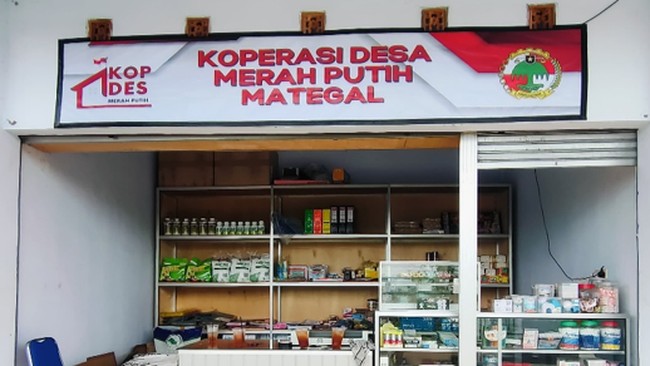 KOP
DES
MERAH PUTIH
KOPERASI DESA
MERAH PUTIH
MATEGAL